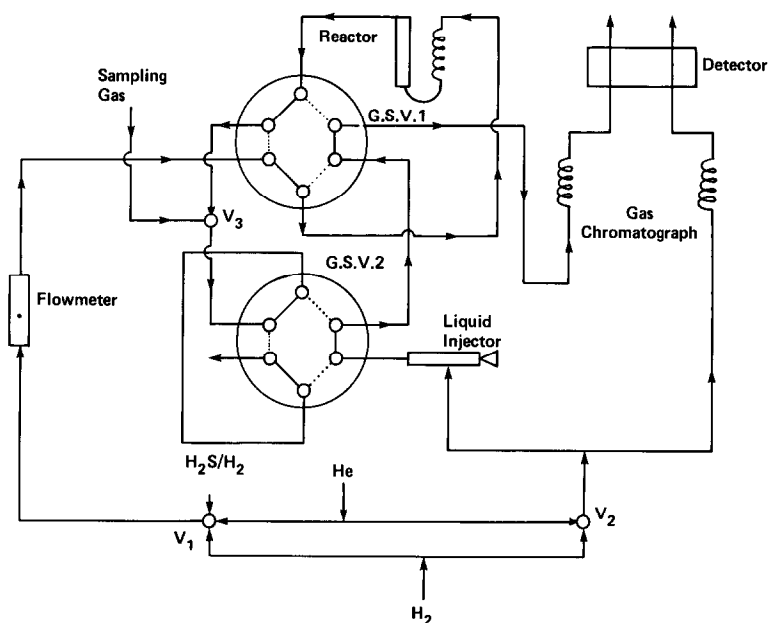 Reactor
Detector
Sampling
Gas
G.S.V.1
V₃
Gas
Chromatograph
G.S.V.2
Flowmeter
Liquid
Injector
H₂S/H₂
He
V₁
V₂
H₂